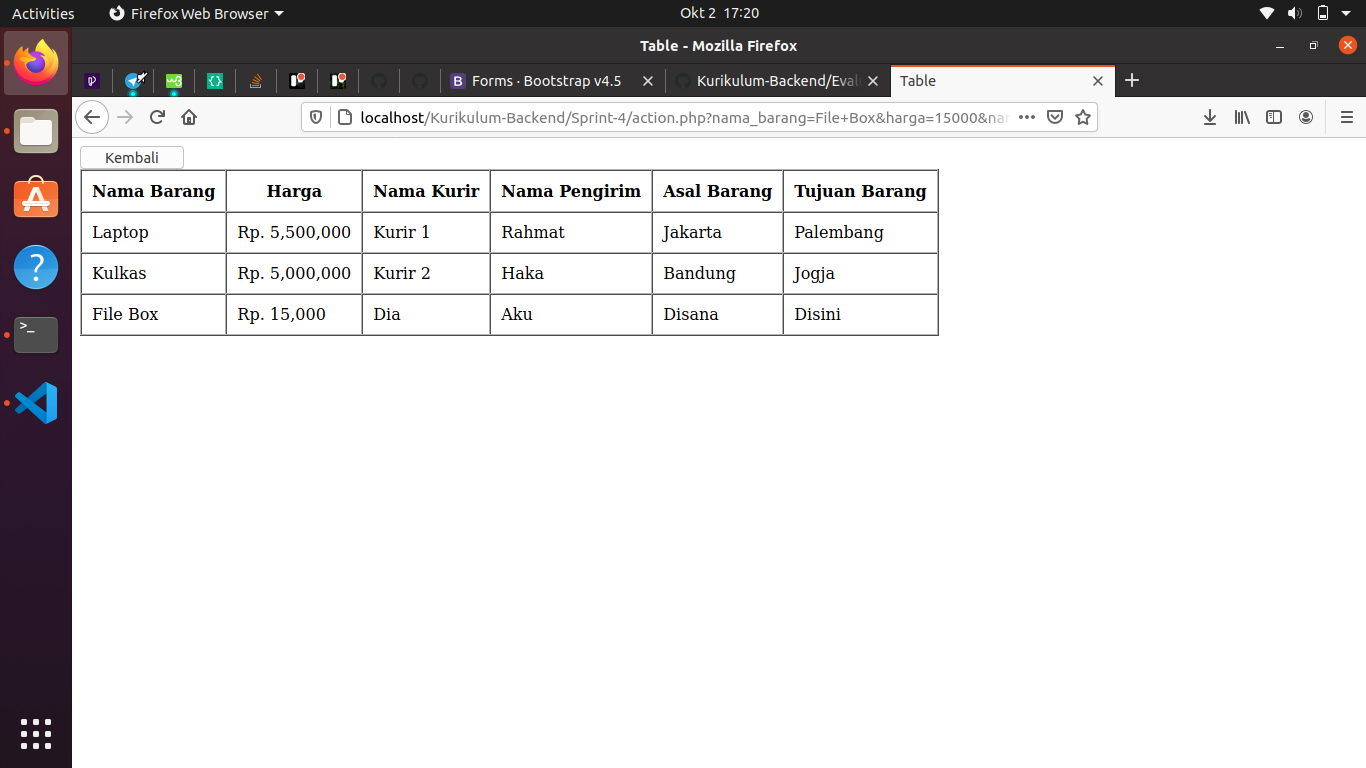 Activities Firefox Web Browser Okt 2 17:20
Table - Mozilla Firefox
Forms · Bootstrap v4.5 Kurikulum-Backend/Eval Table
localhost/Kurikulum-Backend/Sprint-4/action.php?nama_barang=File+Box&harga=15000&nar
Kembali
Nama Barang Harga Nama Kurir Nama Pengirim Asal Barang Tujuan Barang
Laptop Rp. 5,500,000 Kurir 1 Rahmat Jakarta Palembang
Kulkas Rp. 5,000,000 Kurir 2 Haka Bandung Jogja
File Box Rp. 15,000 Dia Aku Disana Disini